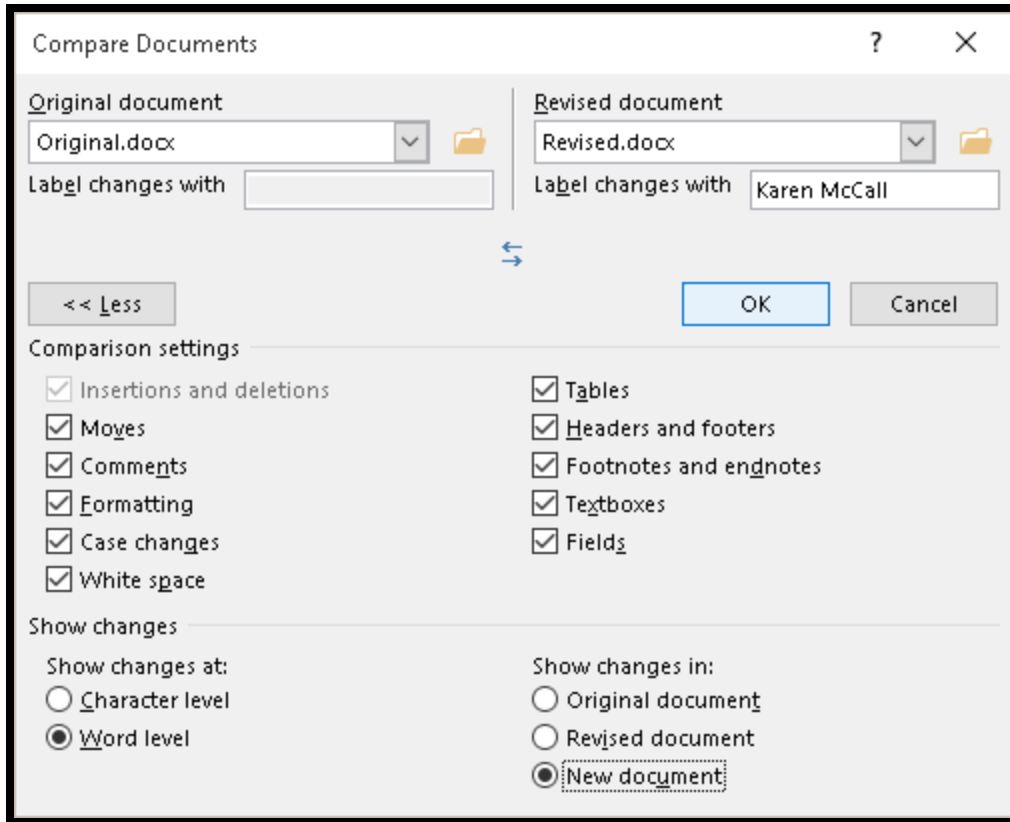 Compare Documents ?
Original document
Original.docx
Label changes with
Revised document
Revised.docx
Label changes with Karen McCall
<< Less
OK
Cancel
Comparison settings
Insertions and deletions
Moves
Comments
Formatting
Case changes
White space
Tables
Headers and footers
Footnotes and endnotes
Textboxes
Fields
Show changes
Show changes at:
Character level
Word level
Show changes in:
Original document
Revised document
New document